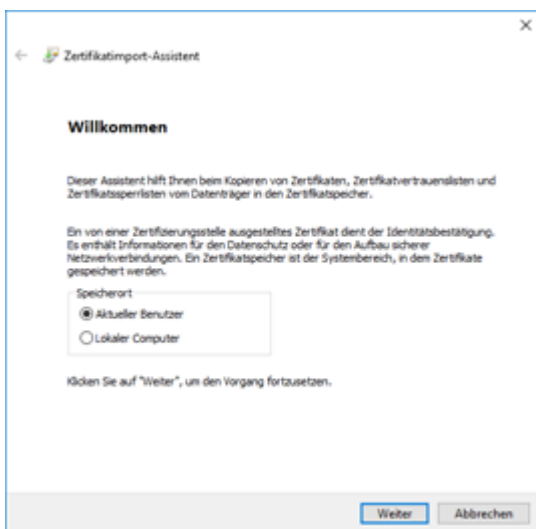 Zertifikatimport-Assistent
Willkommen
Dieser Assistent hilft Ihnen beim Kopieren von Zertifikaten, Zertifikatvertrauenslisten und
Zertifikatssperrlisten vom Datenträger in den Zertifikatspeicher.
Ein von einer Zertifizierungsstelle ausgestelltes Zertifikat dient der Identitätsbestätigung.
Es enthält Informationen für den Datenschutz oder für den Aufbau sicherer
Netzwerkverbindungen. Ein Zertifikatspeicher ist der Systembereich, in dem Zertifikate
gespeichert werden.
Speicherort
Aktueller Benutzer
Lokaler Computer
Klicken Sie auf "Weiter", um den Vorgang fortzusetzen.
Weiter Abbrechen